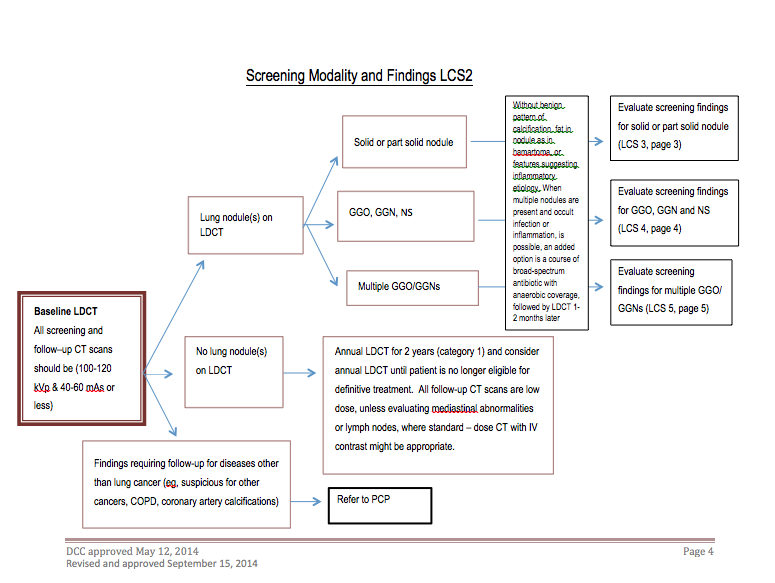 Screening Modality and Findings LCS2
Without benign
pattern of
calcification, fat in
nodule as in
hamartoma, or
features suggesting
inflammatory
etiology. When
multiple nodules are
present and occult
infection or
inflammation, is
possible, an added
option is a course of
broad-spectrum
antibiotic with
anaerobic coverage,
followed by LDCT 1-
2 months later
Evaluate screening findings
for solid or part solid nodule
(LCS 3, page 3)
Solid or part solid nodule
Evaluate screening findings
for GGO, GGN and NS
(LCS 4, page 4)
GGO, GGN, NS
Lung nodule(s) on
LDCT
Evaluate screening
findings for multiple GGO/
GGNs (LCS 5, page 5)
Multiple GGO/GGNs
Baseline LDCT
All screening and
follow–up CT scans
should be (100-120
kVp & 40-60 mAs or
less)
No lung nodule(s)
on LDCT
Annual LDCT for 2 years (category 1) and consider
annual LDCT until patient is no longer eligible for
definitive treatment.  All follow-up CT scans are low
dose, unless evaluating mediastinal abnormalities
or lymph nodes, where standard – dose CT with IV
contrast might be appropriate.
Findings requiring follow-up for diseases other
than lung cancer (eg, suspicious for other
cancers, COPD, coronary artery calcifications)
Refer to PCP
DCC approved May 12, 2014
Page 4
Revised and approved September 15, 2014